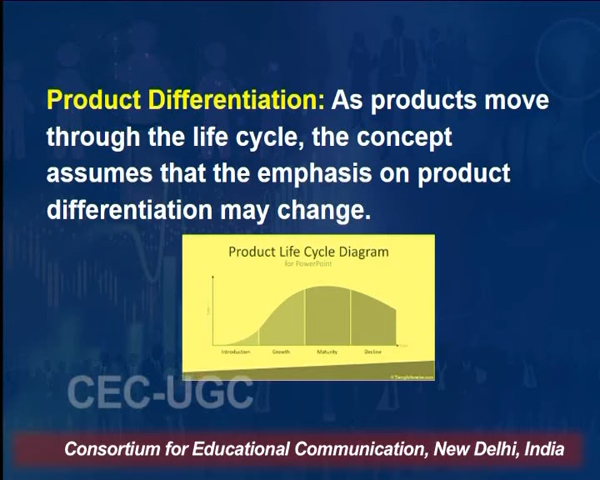 Product Differentiation: As products move
through the life cycle, the concept
assumes that the emphasis on product
differentiation may change.
Product Life Cycle Diagram
for PowerPoint
Introduction Growth Maturity Decline
CEC-UGC
Consortium for Educational Communication, New Delhi, India